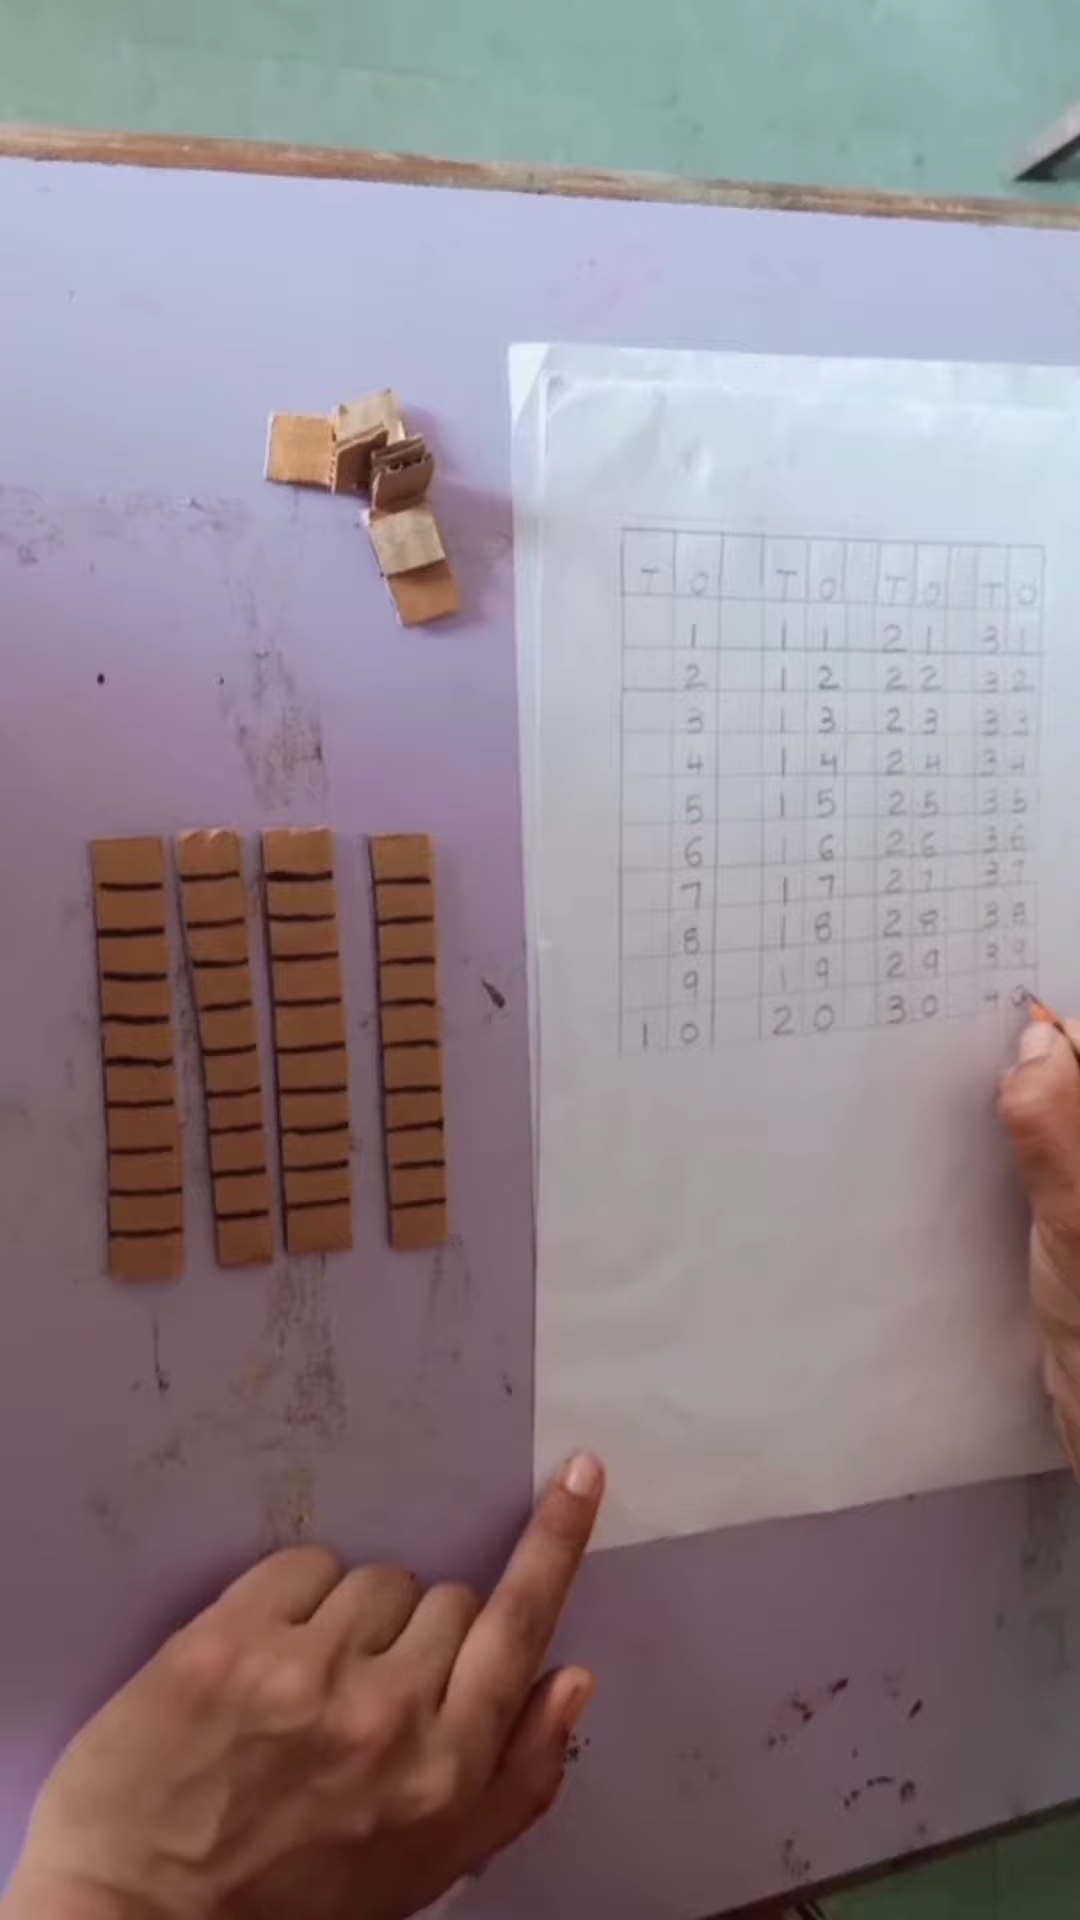 T O T O T O T O
1 1 1 2 1 3 1
2 1 2 2 2 3 2
3 1 3 2 3 3 3
4 1 4 2 4 3 4
5 1 5 2 5 3 5
6 1 6 2 6 3 6
7 1 7 2 7 3 7
8 1 8 2 8 3 8
9 1 9 2 9 3 9
1 0 2 0 3 0 4 0